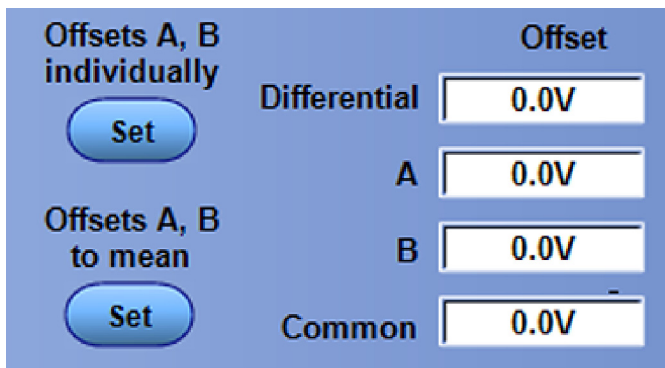 Offsets A, B
individually
Set
Offsets A, B
to mean
Set
Offset
Differential 0.0V
A 0.0V
B 0.0V
Common 0.0V